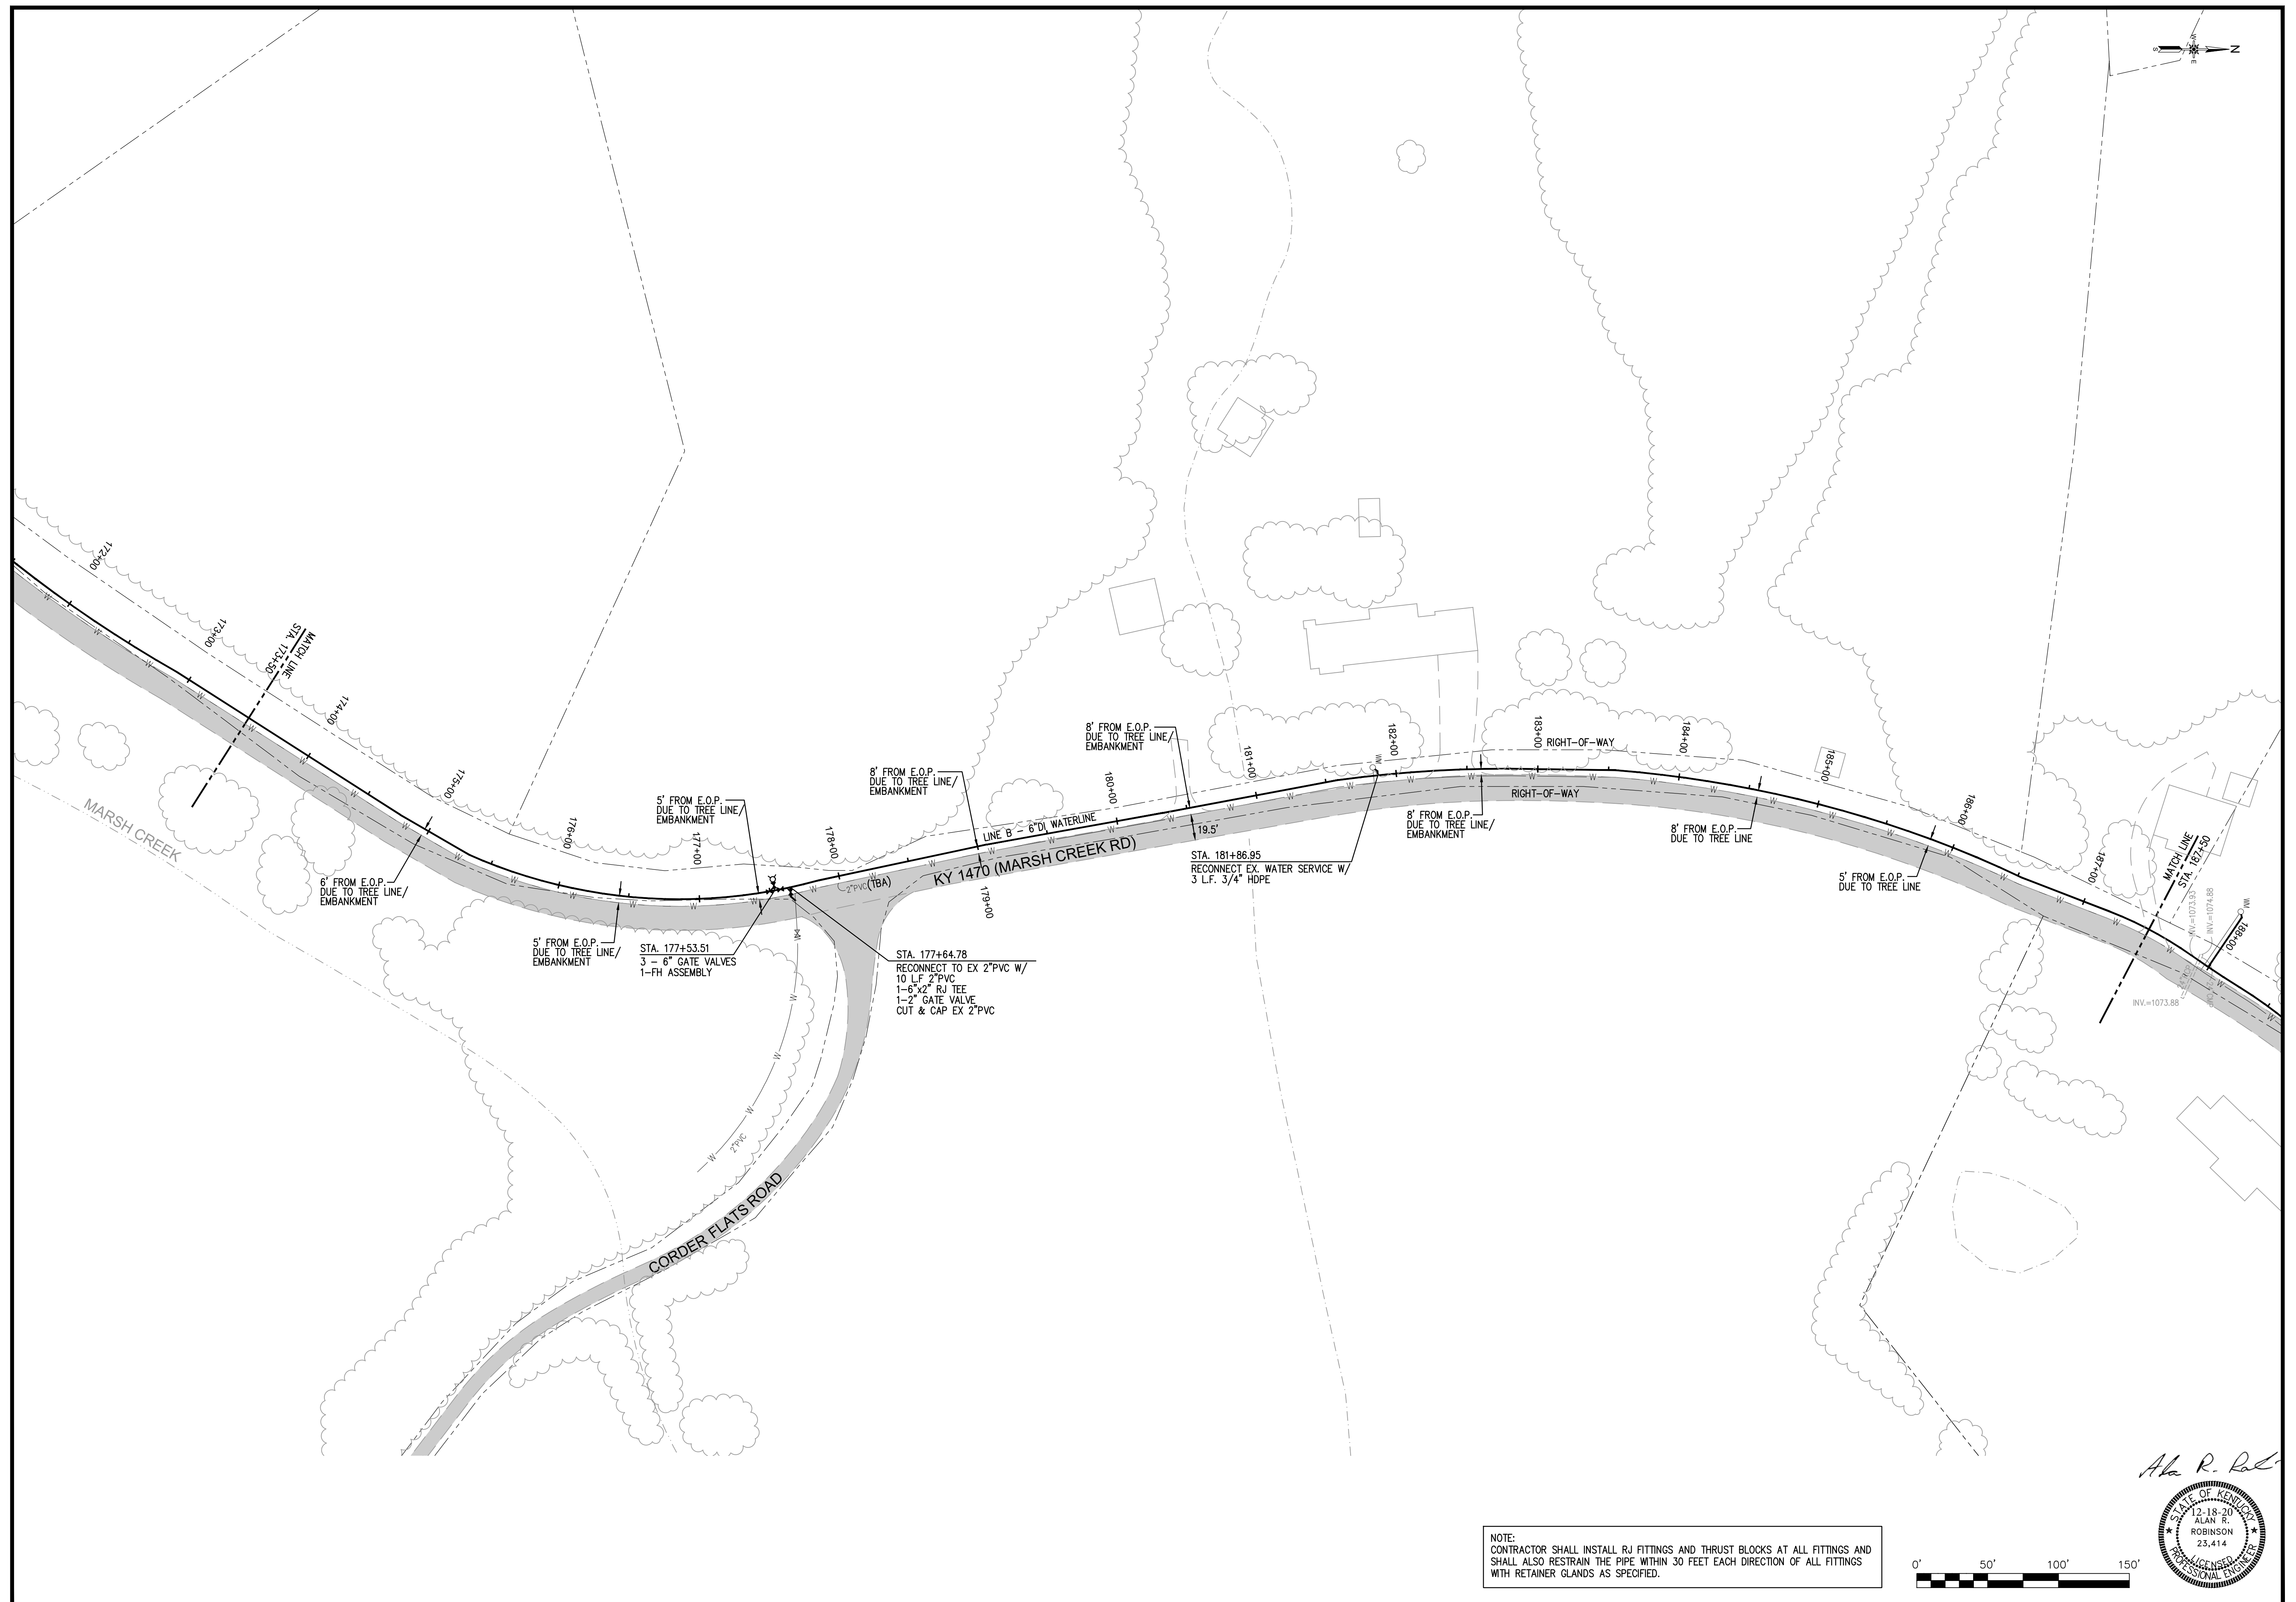 N
S
W
E
172+00
173+00
MATCH LINE
STA. 173+50
174+00
175+00
176+00
177+00
178+00
179+00
180+00
181+00
182+00
183+00
184+00
185+00
186+00
187+00
188+00
MATCH LINE
STA. 187+50
MARSH CREEK
6' FROM E.O.P.
DUE TO TREE LINE/
EMBANKMENT
5' FROM E.O.P.
DUE TO TREE LINE/
EMBANKMENT
5' FROM E.O.P.
DUE TO TREE LINE/
EMBANKMENT
STA. 177+53.51
3 - 6" GATE VALVES
1-FH ASSEMBLY
8' FROM E.O.P.
DUE TO TREE LINE/
EMBANKMENT
2"PVC(TBA)
LINE B - 6"DI WATERLINE
KY 1470 (MARSH CREEK RD)
STA. 177+64.78
RECONNECT TO EX 2"PVC W/
10 L.F. 2"PVC
1-6"x2" RJ TEE
1-2" GATE VALVE
CUT & CAP EX 2"PVC
8' FROM E.O.P.
DUE TO TREE LINE/
EMBANKMENT
19.5'
STA. 181+86.95
RECONNECT EX. WATER SERVICE W/
3 L.F. 3/4" HDPE
WM
RIGHT-OF-WAY
RIGHT-OF-WAY
8' FROM E.O.P.
DUE TO TREE LINE/
EMBANKMENT
8' FROM E.O.P.
DUE TO TREE LINE
5' FROM E.O.P.
DUE TO TREE LINE
INV.=1073.93
INV.=1074.88
INV.=1073.88
WM
2"PVC
CORDER FLATS ROAD
NOTE:
CONTRACTOR SHALL INSTALL RJ FITTINGS AND THRUST BLOCKS AT ALL FITTINGS AND
SHALL ALSO RESTRAIN THE PIPE WITHIN 30 FEET EACH DIRECTION OF ALL FITTINGS
WITH RETAINER GLANDS AS SPECIFIED.
0' 50' 100' 150'
STATE OF KENTUCKY
12-18-20
ALAN R.
ROBINSON
23,414
LICENSED
PROFESSIONAL ENGINEER